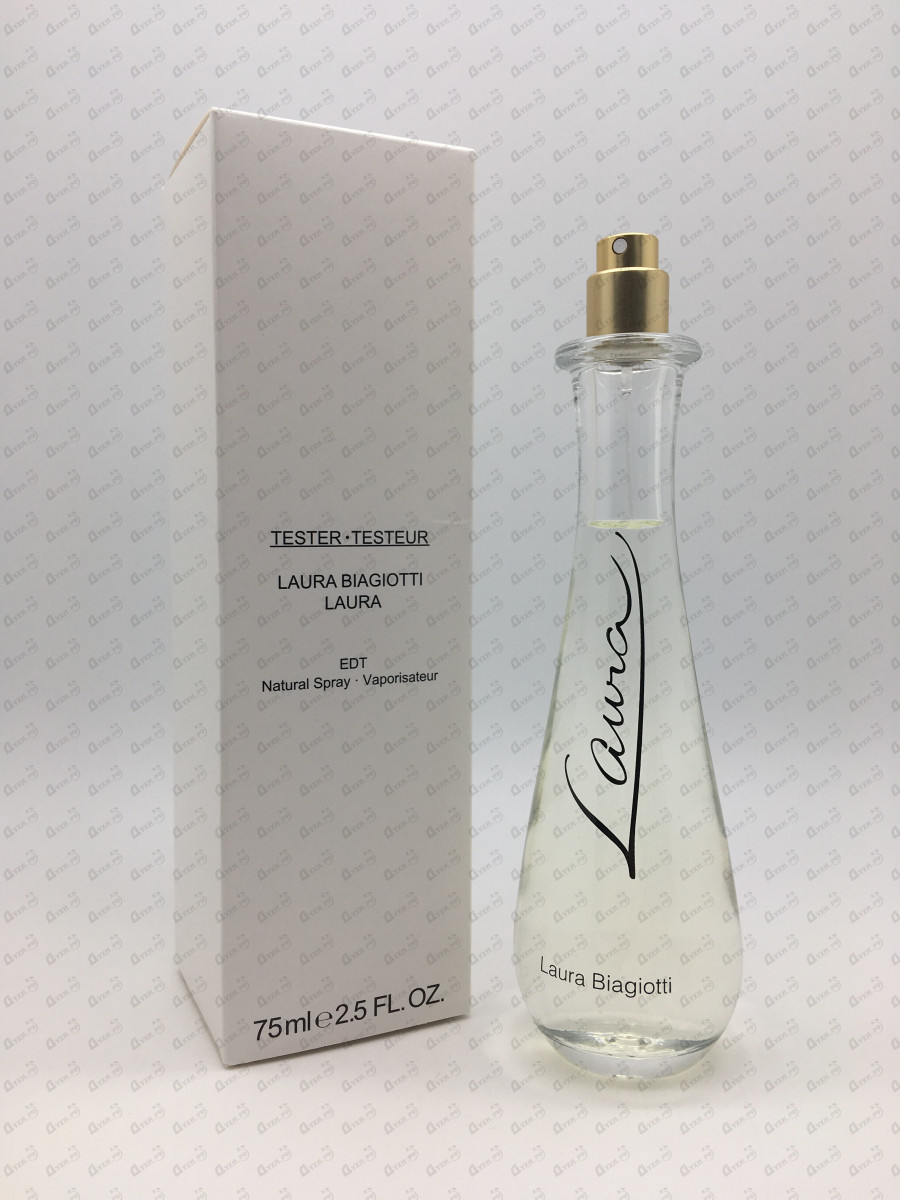 TESTER·TESTEUR
LAURA BIAGIOTTI
LAURA
EDT
Natural Spray · Vaporisateur
75ml e 2.5 FL. OZ.
Laura
Laura Biagiotti